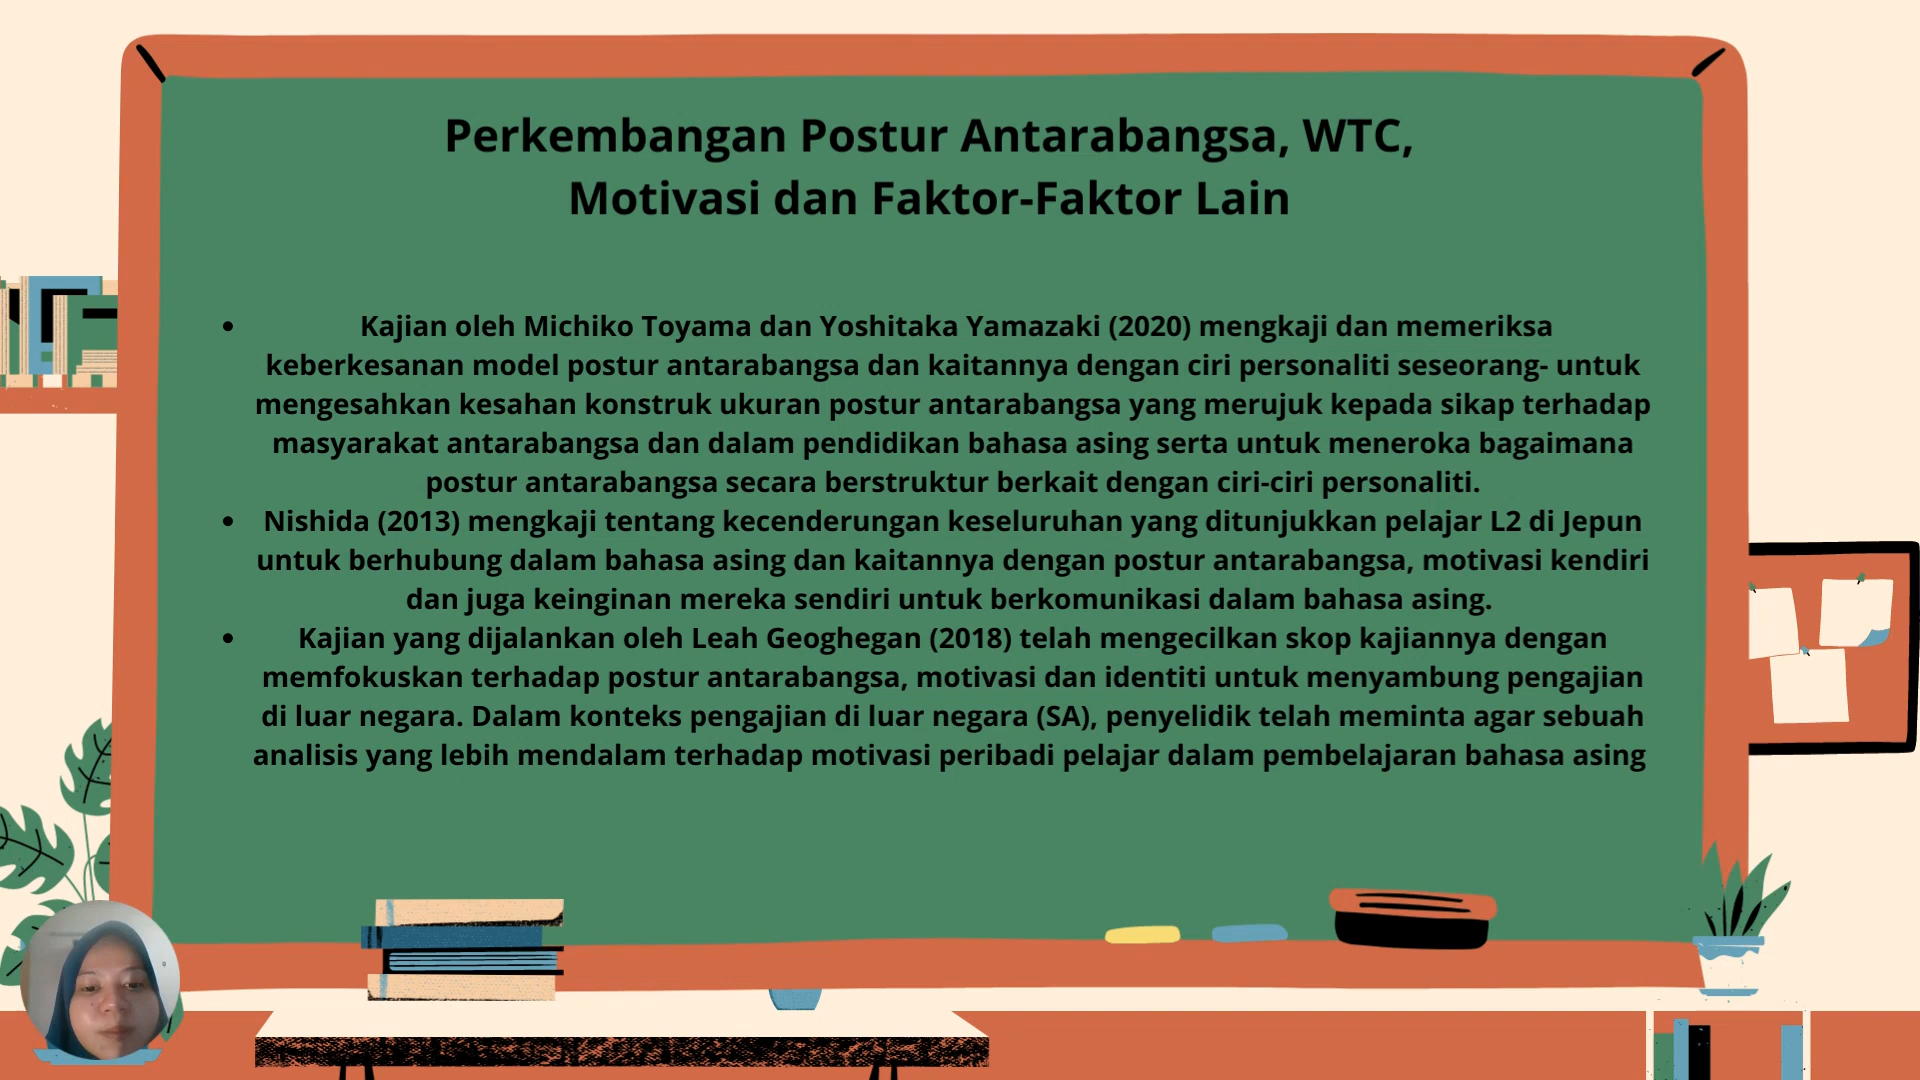 Perkembangan Postur Antarabangsa, WTC,
Motivasi dan Faktor-Faktor Lain
• Kajian oleh Michiko Toyama dan Yoshitaka Yamazaki (2020) mengkaji dan memeriksa
keberkesanan model postur antarabangsa dan kaitannya dengan ciri personaliti seseorang- untuk
mengesahkan kesahan konstruk ukuran postur antarabangsa yang merujuk kepada sikap terhadap
masyarakat antarabangsa dan dalam pendidikan bahasa asing serta untuk meneroka bagaimana
postur antarabangsa secara berstruktur berkait dengan ciri-ciri personaliti.
• Nishida (2013) mengkaji tentang kecenderungan keseluruhan yang ditunjukkan pelajar L2 di Jepun
untuk berhubung dalam bahasa asing dan kaitannya dengan postur antarabangsa, motivasi kendiri
dan juga keinginan mereka sendiri untuk berkomunikasi dalam bahasa asing.
• Kajian yang dijalankan oleh Leah Geoghegan (2018) telah mengecilkan skop kajiannya dengan
memfokuskan terhadap postur antarabangsa, motivasi dan identiti untuk menyambung pengajian
di luar negara. Dalam konteks pengajian di luar negara (SA), penyelidik telah meminta agar sebuah
analisis yang lebih mendalam terhadap motivasi peribadi pelajar dalam pembelajaran bahasa asing